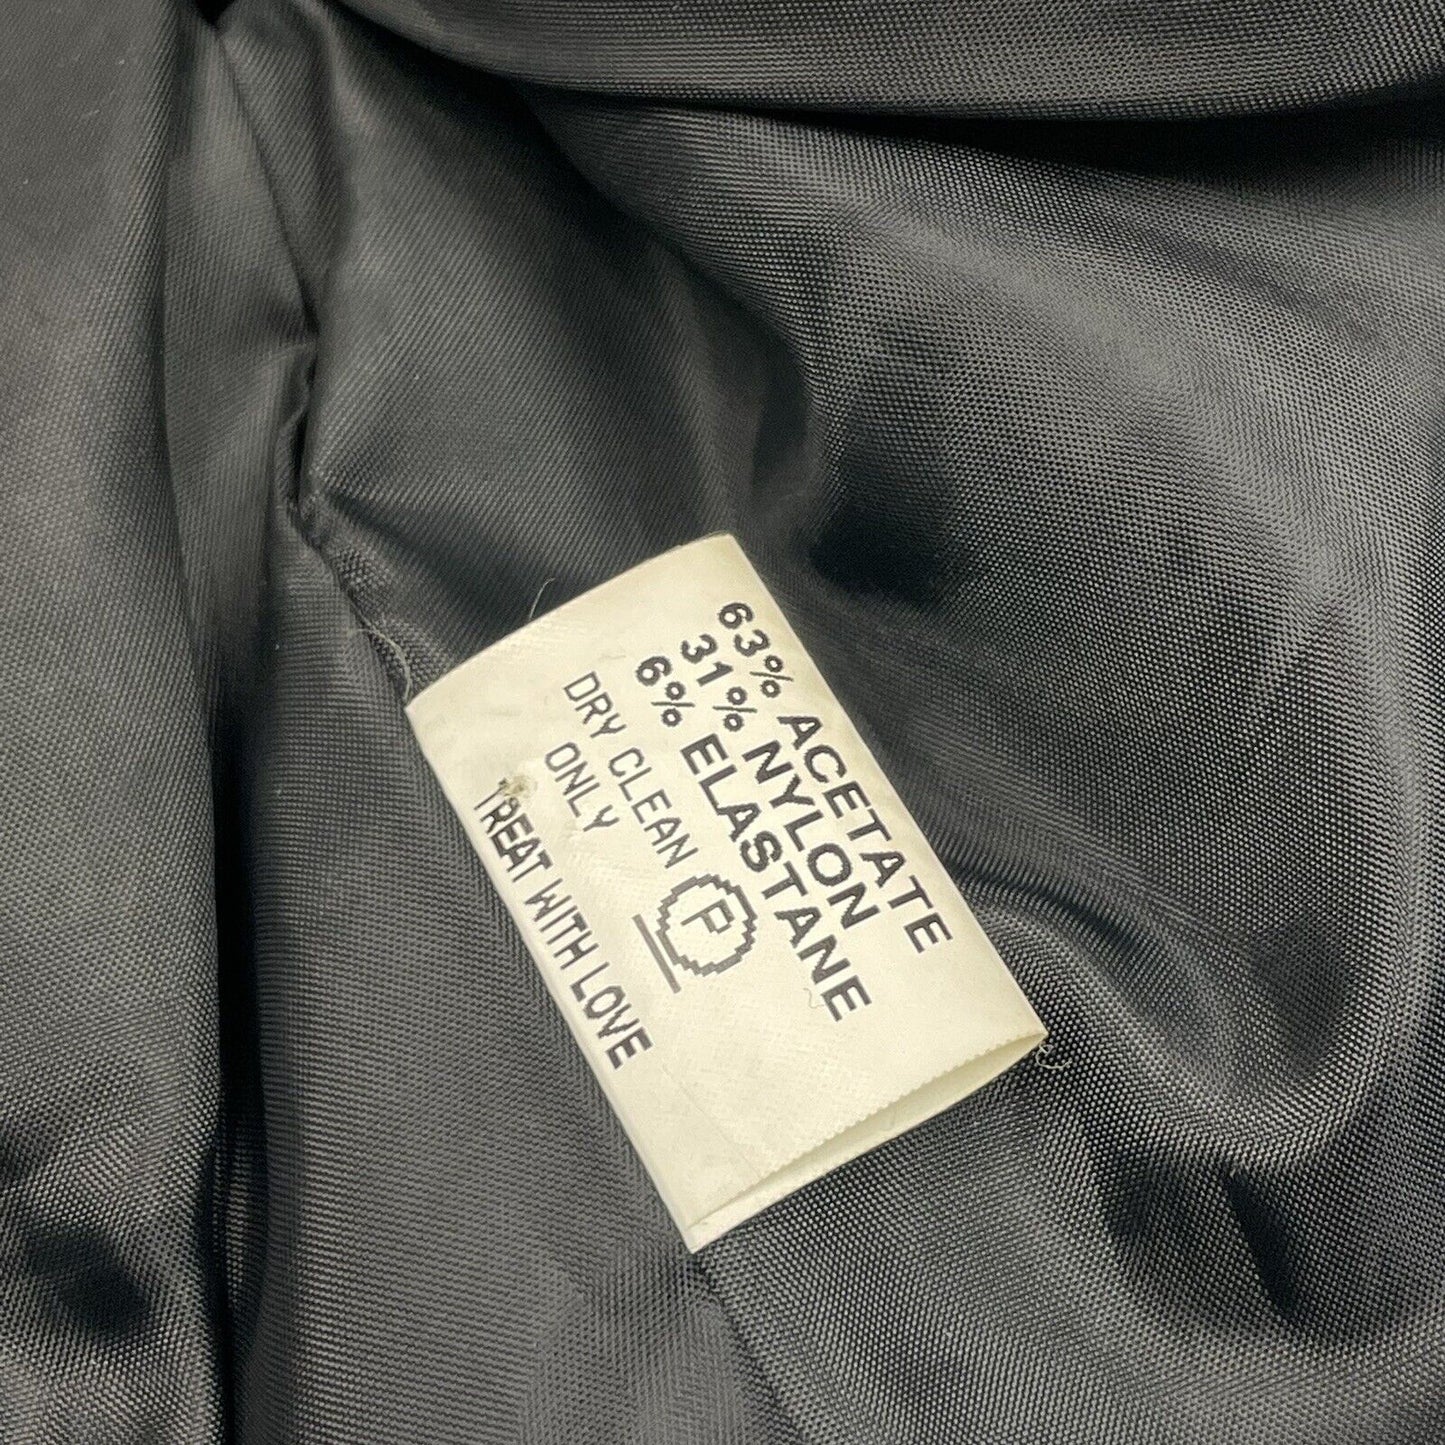 63% ACETATE
31% NYLON
6% ELASTANE
DRY CLEAN
ONLY
P
TREAT WITH LOVE